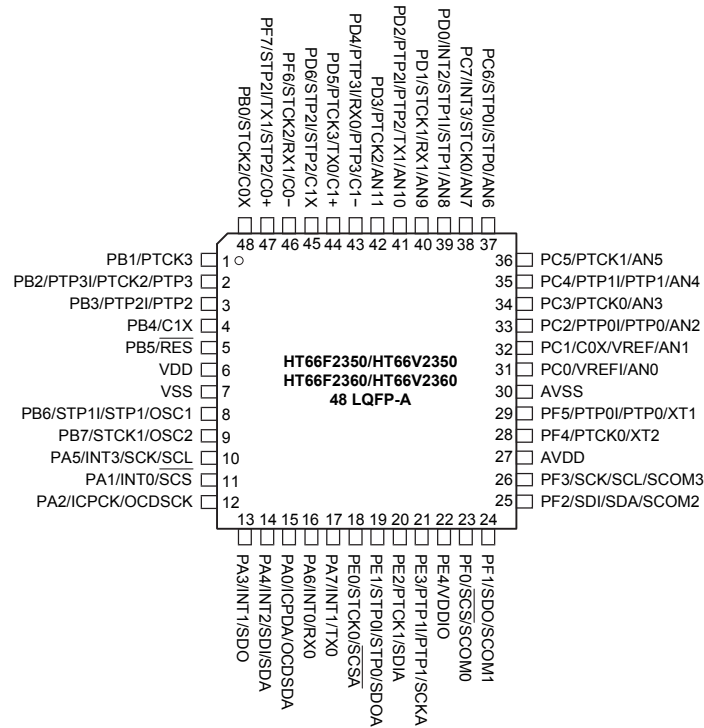 PB0/STCK2/C0X
PF7/STP2I/TX1/STP2/C0+
PF6/STCK2/RX1/C0−
PD6/STP2I/STP2/C1X
PD5/PTCK3/TX0/C1+
PD4/PTP3I/RX0/PTP3/C1−
PD3/PTCK2/AN11
PD2/PTP2I/PTP2/TX1/AN10
PD1/STCK1/RX1/AN9
PD0/INT2/STP1I/STP1/AN8
PC7/INT3/STCK0/AN7
PC6/STP0I/STP0/AN6
48 47 46 45 44 43 42 41 40 39 38 37
PB1/PTCK3 1
PB2/PTP3I/PTCK2/PTP3 2
PB3/PTP2I/PTP2 3
PB4/C1X 4
PB5/RES 5
VDD 6
VSS 7
PB6/STP1I/STP1/OSC1 8
PB7/STCK1/OSC2 9
PA5/INT3/SCK/SCL 10
PA1/INT0/SCS 11
PA2/ICPCK/OCDSCK 12
HT66F2350/HT66V2350
HT66F2360/HT66V2360
48 LQFP-A
36 PC5/PTCK1/AN5
35 PC4/PTP1I/PTP1/AN4
34 PC3/PTCK0/AN3
33 PC2/PTP0I/PTP0/AN2
32 PC1/C0X/VREF/AN1
31 PC0/VREFI/AN0
30 AVSS
29 PF5/PTP0I/PTP0/XT1
28 PF4/PTCK0/XT2
27 AVDD
26 PF3/SCK/SCL/SCOM3
25 PF2/SDI/SDA/SCOM2
13 14 15 16 17 18 19 20 21 22 23 24
PA3/INT1/SDO
PA4/INT2/SDI/SDA
PA0/ICPDA/OCDSDA
PA6/INT0/RX0
PA7/INT1/TX0
PE0/STCK0/SCSA
PE1/STP0I/STP0/SDOA
PE2/PTCK1/SDIA
PE3/PTP1I/PTP1/SCKA
PE4/VDDIO
PF0/SCS/SCOM0
PF1/SDO/SCOM1